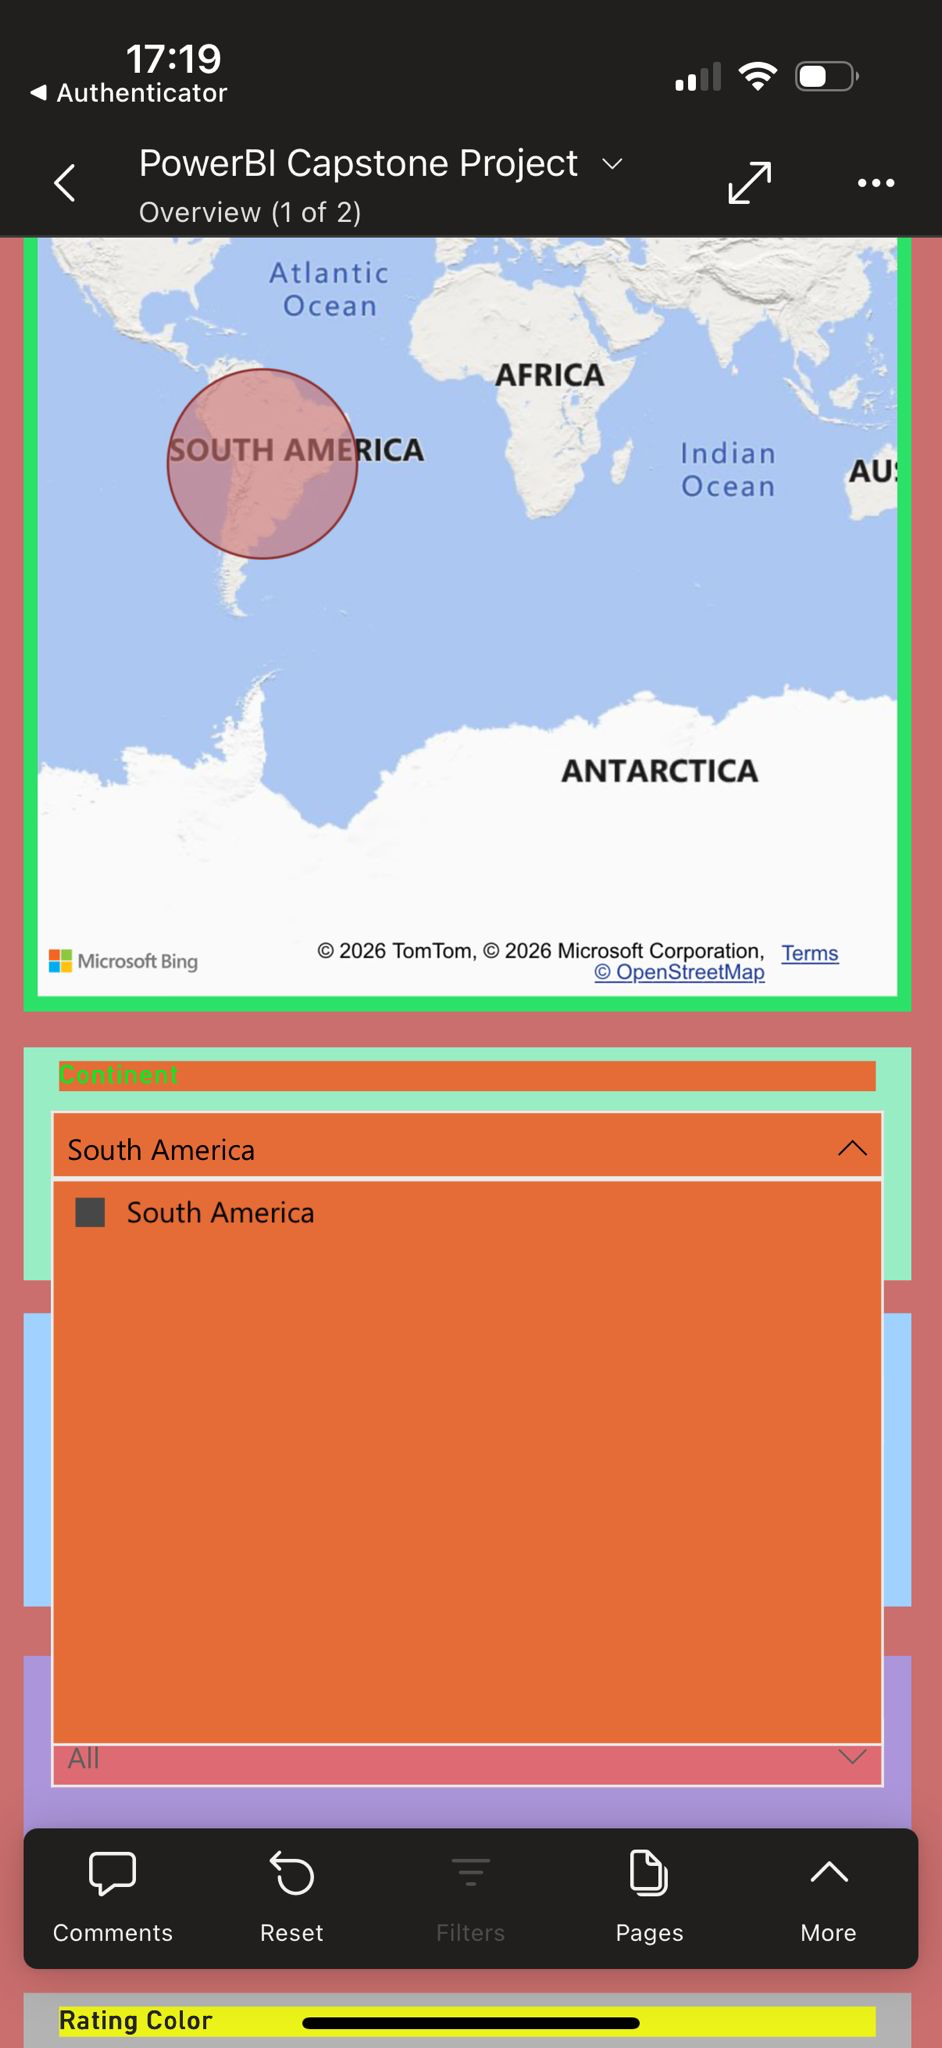 17:19
◀ Authenticator
PowerBI Capstone Project
Overview (1 of 2)
Atlantic
Ocean
AFRICA
SOUTH AMERICA
Indian
Ocean
AUS
ANTARCTICA
Microsoft Bing
© 2026 TomTom, © 2026 Microsoft Corporation, Terms
© OpenStreetMap
Continent
South America
South America
All
Comments
Reset
Filters
Pages
More
Rating Color